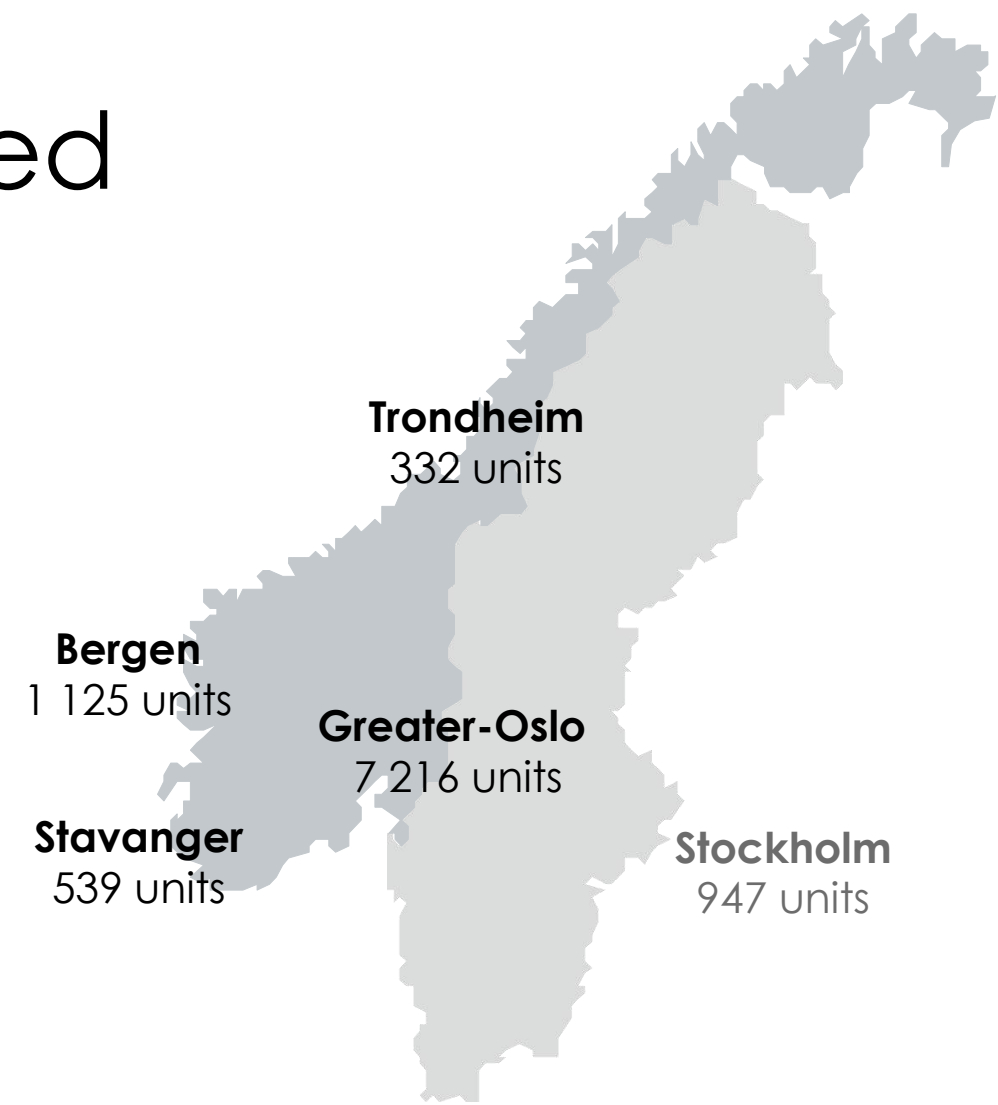 ed
Trondheim
332 units
Bergen
1 125 units
Greater-Oslo
7 216 units
Stavanger
539 units
Stockholm
947 units